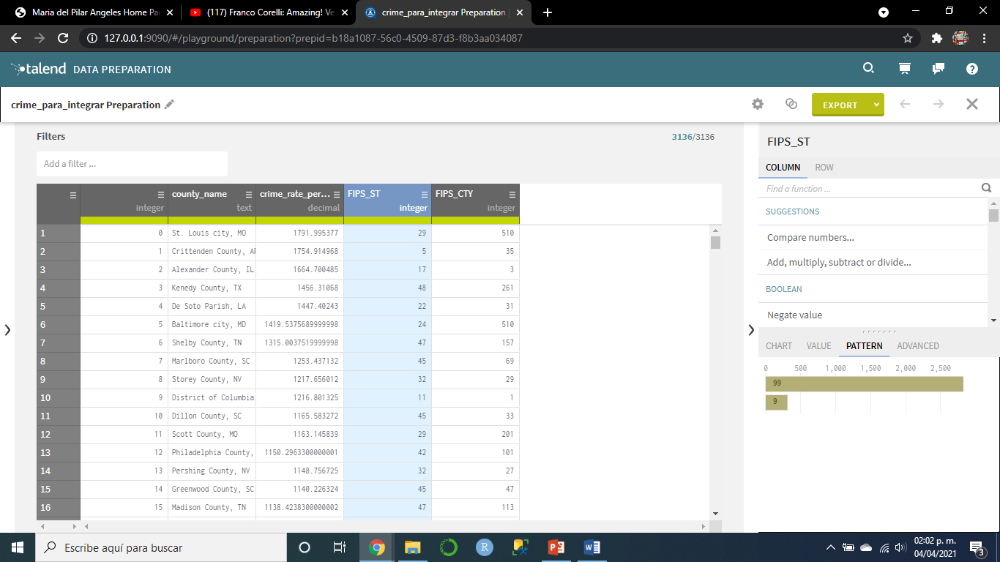 Maria del Pilar Angeles Home Pa
(117) Franco Corelli: Amazing! Ve
crime_para_integrar Preparation
127.0.0.1:9090/#/playground/preparation?prepid=b18a1087-56c0-4509-87d3-f8b3aa034087
talend DATA PREPARATION
crime_para_integrar Preparation
EXPORT
Filters
3136/3136
Add a filter ...
county_name crime_rate_per... FIPS_ST FIPS_CTY
integer text decimal integer integer
1 0 St. Louis city, MO 1791.995377 29 510
2 1 Crittenden County, AR 1754.914968 5 35
3 2 Alexander County, IL 1664.700485 17 3
4 3 Kenedy County, TX 1456.31068 48 261
5 4 De Soto Parish, LA 1447.40243 22 31
6 5 Baltimore city, MD 1419.5375689999998 24 510
7 6 Shelby County, TN 1315.0037519999998 47 157
8 7 Marlboro County, SC 1253.437132 45 69
9 8 Storey County, NV 1217.656012 32 29
10 9 District of Columbia 1216.801325 11 1
11 10 Dillon County, SC 1165.583272 45 33
12 11 Scott County, MO 1163.145839 29 201
13 12 Philadelphia County, 1150.2963300000001 42 101
14 13 Pershing County, NV 1148.756725 32 27
15 14 Greenwood County, SC 1140.226324 45 47
16 15 Madison County, TN 1138.4238300000002 47 113
FIPS_ST
COLUMN ROW
Find a function ...
SUGGESTIONS
Compare numbers...
Add, multiply, subtract or divide...
BOOLEAN
Negate value
CHART VALUE PATTERN ADVANCED
0 500 1,000 1,500 2,000 2,500
99
9
Escribe aquí para buscar
02:02 p. m.
04/04/2021
3